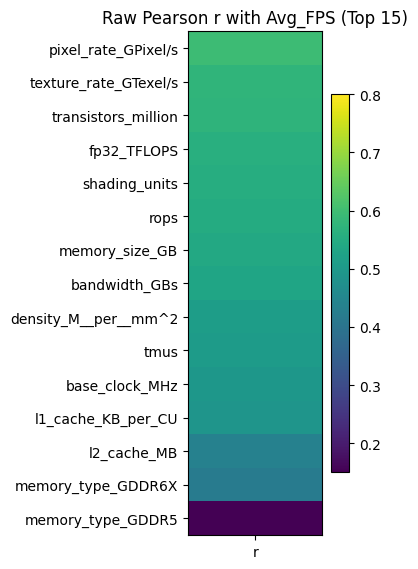 Raw Pearson r with Avg_FPS (Top 15)
pixel_rate_GPixel/s
texture_rate_GTexel/s
transistors_million
fp32_TFLOPS
shading_units
rops
memory_size_GB
bandwidth_GBs
density_M__per__mm^2
tmus
base_clock_MHz
l1_cache_KB_per_CU
l2_cache_MB
memory_type_GDDR6X
memory_type_GDDR5
r
0.8
0.7
0.6
0.5
0.4
0.3
0.2